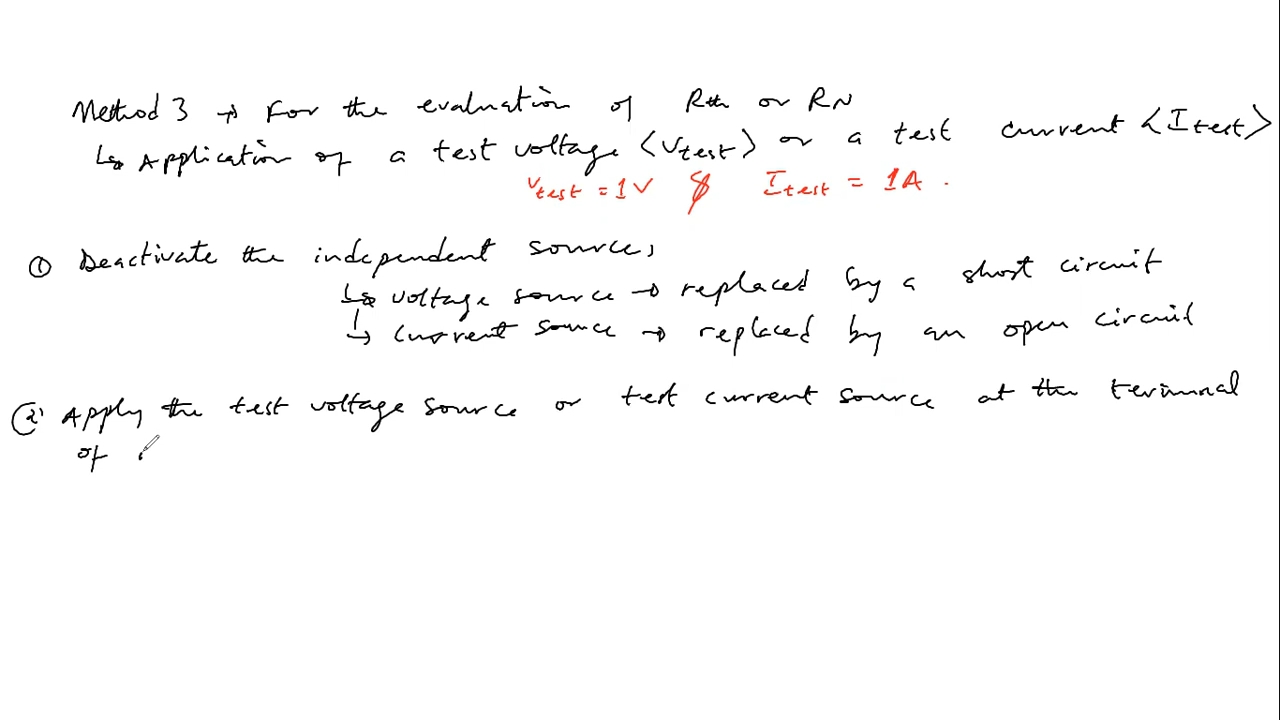 Method 3 → For the evaluation of Rth or RN
↳ Application of a test voltage <Vtest> or a test current <Itest>
Vtest = 1V & Itest = 1A.
① Deactivate the independent sources
↳ voltage source → replaced by a short circuit
↳ current source → replaced by an open circuit
② Apply the test voltage source or test current source at the terimnal
of